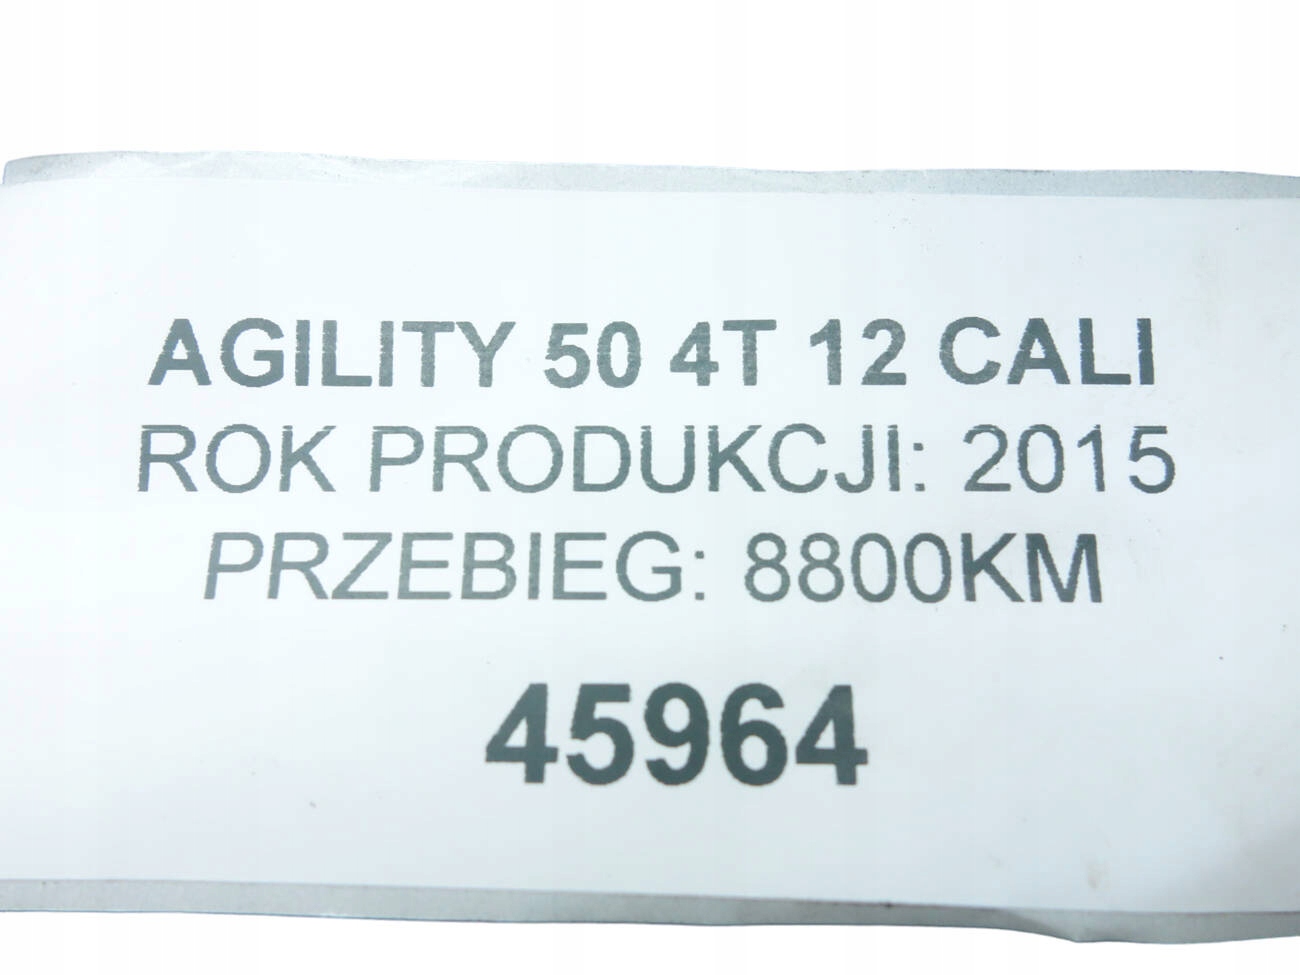 AGILITY 50 4T 12 CALI
ROK PRODUKCJI: 2015
PRZEBIEG: 8800KM
45964